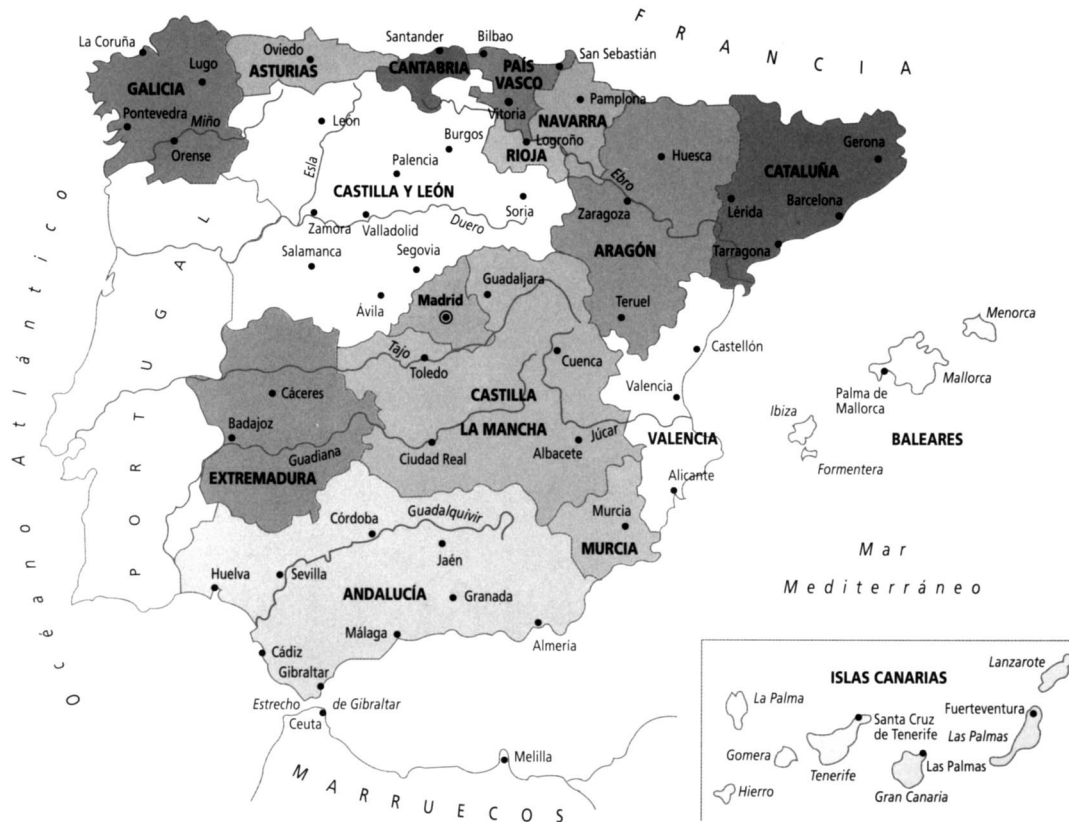 FRANCIA
La Coruña
Lugo
GALICIA
Pontevedra
Miño
Orense
Oviedo
ASTURIAS
Santander
CANTABRIA
Bilbao
PAÍS
VASCO
Vitoria
San Sebastián
Pamplona
NAVARRA
Logroño
RIOJA
León
Burgos
Palencia
Esla
CASTILLA Y LEÓN
Soria
Duero
Zamora
Valladolid
Salamanca
Segovia
Ávila
Huesca
Ebro
Zaragoza
ARAGÓN
Teruel
CATALUÑA
Gerona
Lérida
Barcelona
Tarragona
Madrid
Guadaljara
Tajo
Toledo
Cuenca
CASTILLA
LA MANCHA
Ciudad Real
Albacete
Júcar
Castellón
Valencia
VALENCIA
Alicante
Cáceres
Badajoz
Guadiana
EXTREMADURA
Murcia
MURCIA
Córdoba
Guadalquivir
Jaén
Huelva
Sevilla
ANDALUCÍA
Granada
Málaga
Almería
Cádiz
Gibraltar
Estrecho de Gibraltar
Ceuta
Melilla
MARRUECOS
PORTUGAL
Océano Atlántico
Menorca
Mallorca
Palma de
Mallorca
Ibiza
Formentera
BALEARES
Mar
Mediterráneo
ISLAS CANARIAS
Lanzarote
La Palma
Fuerteventura
Santa Cruz
de Tenerife
Las Palmas
Gomera
Tenerife
Las Palmas
Hierro
Gran Canaria